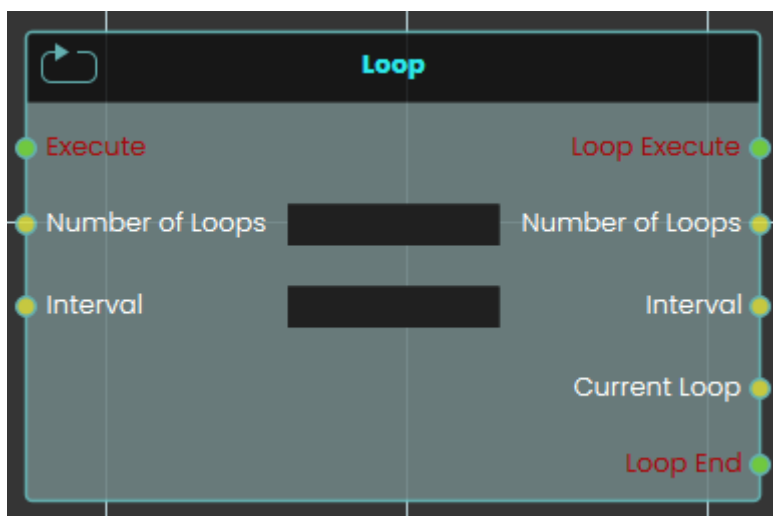 Loop
Execute
Loop Execute
Number of Loops
Number of Loops
Interval
Interval
Current Loop
Loop End